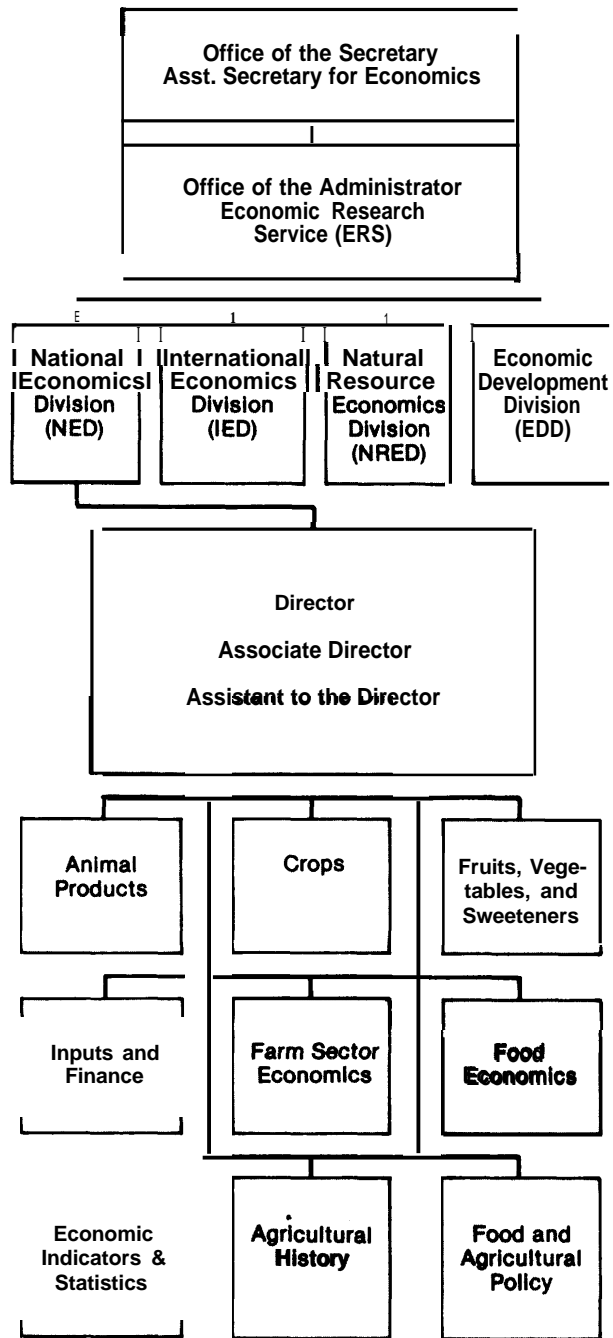 Office of the Secretary
Asst. Secretary for Economics
Office of the Administrator
Economic Research
Service (ERS)
National
Economics
Division
(NED)
International
Economics
Division
(IED)
Natural
Resource
Economics
Division
(NRED)
Economic
Development
Division
(EDD)
Director
Associate Director
Assistant to the Director
Animal
Products
Crops
Fruits, Vege-
tables, and
Sweeteners
Inputs and
Finance
Farm Sector
Economics
Food
Economics
Economic
Indicators &
Statistics
Agricultural
History
Food and
Agricultural
Policy